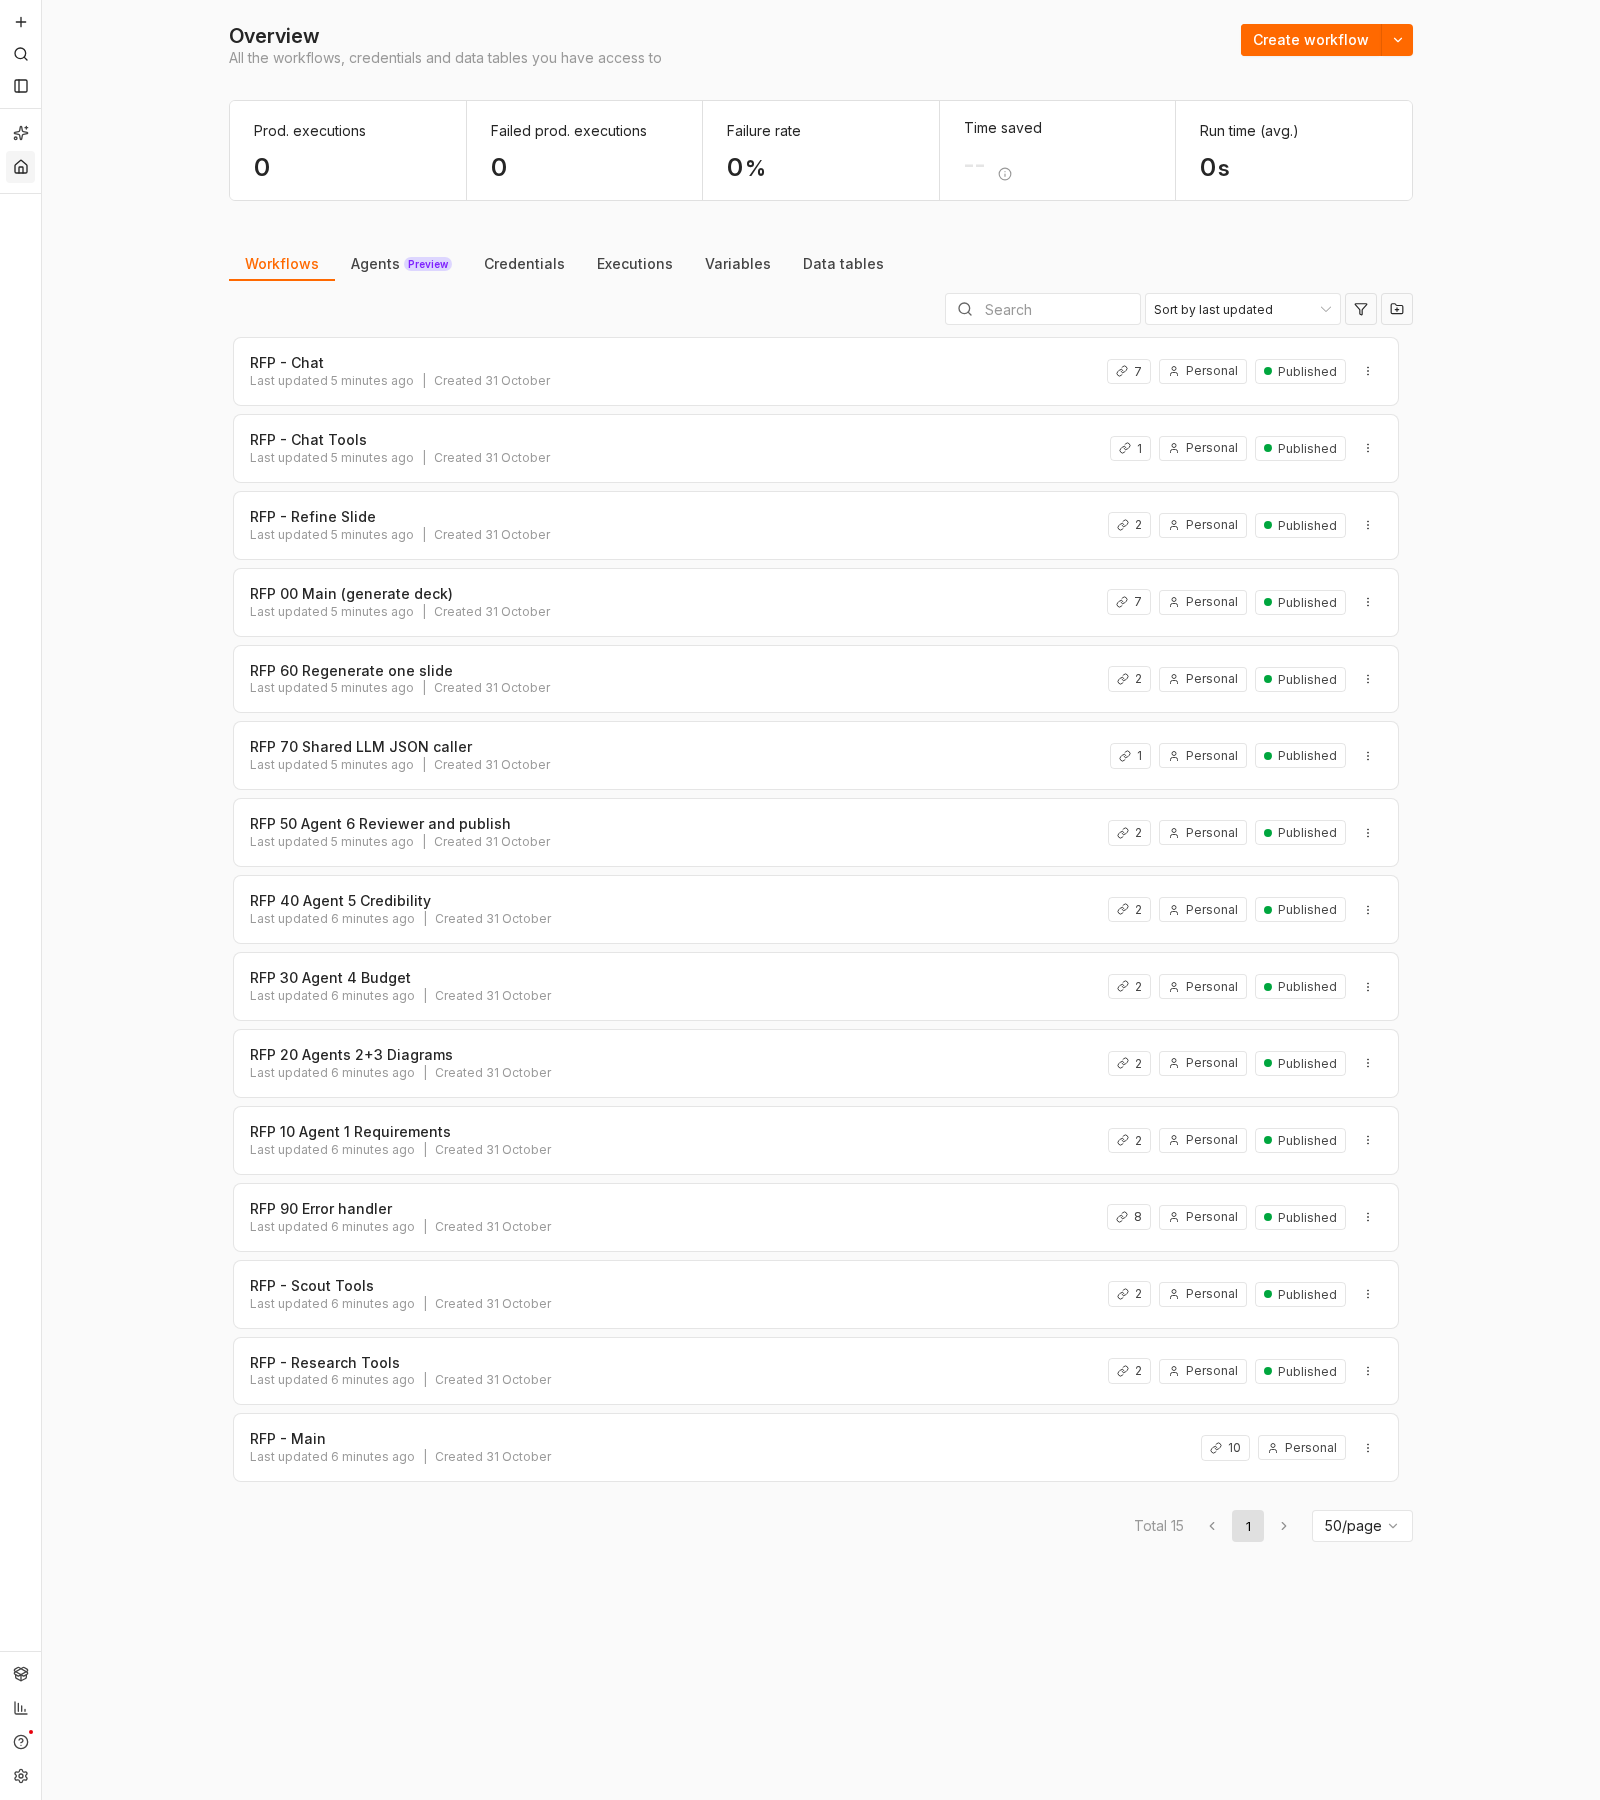 Overview
All the workflows, credentials and data tables you have access to
Create workflow
Prod. executions
0
Failed prod. executions
0
Failure rate
0%
Time saved
--
Run time (avg.)
0s
Workflows
Agents Preview
Credentials
Executions
Variables
Data tables
Search
Sort by last updated
RFP - Chat
Last updated 5 minutes ago | Created 31 October
7 Personal Published
RFP - Chat Tools
Last updated 5 minutes ago | Created 31 October
1 Personal Published
RFP - Refine Slide
Last updated 5 minutes ago | Created 31 October
2 Personal Published
RFP 00 Main (generate deck)
Last updated 5 minutes ago | Created 31 October
7 Personal Published
RFP 60 Regenerate one slide
Last updated 5 minutes ago | Created 31 October
2 Personal Published
RFP 70 Shared LLM JSON caller
Last updated 5 minutes ago | Created 31 October
1 Personal Published
RFP 50 Agent 6 Reviewer and publish
Last updated 5 minutes ago | Created 31 October
2 Personal Published
RFP 40 Agent 5 Credibility
Last updated 6 minutes ago | Created 31 October
2 Personal Published
RFP 30 Agent 4 Budget
Last updated 6 minutes ago | Created 31 October
2 Personal Published
RFP 20 Agents 2+3 Diagrams
Last updated 6 minutes ago | Created 31 October
2 Personal Published
RFP 10 Agent 1 Requirements
Last updated 6 minutes ago | Created 31 October
2 Personal Published
RFP 90 Error handler
Last updated 6 minutes ago | Created 31 October
8 Personal Published
RFP - Scout Tools
Last updated 6 minutes ago | Created 31 October
2 Personal Published
RFP - Research Tools
Last updated 6 minutes ago | Created 31 October
2 Personal Published
RFP - Main
Last updated 6 minutes ago | Created 31 October
10 Personal
Total 15
1
50/page